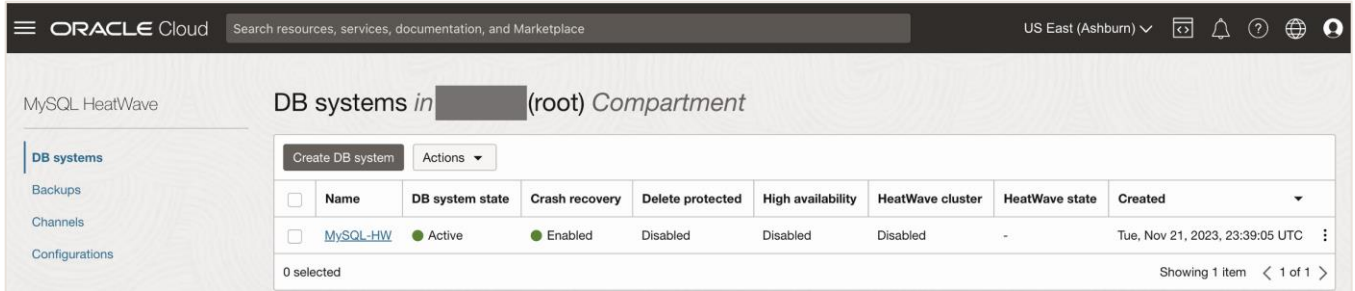 ORACLE Cloud Search resources, services, documentation, and Marketplace US East (Ashburn)
MySQL HeatWave
DB systems in (root) Compartment
DB systems
Backups
Channels
Configurations
Create DB system Actions
Name DB system state Crash recovery Delete protected High availability HeatWave cluster HeatWave state Created
MySQL-HW Active Enabled Disabled Disabled Disabled - Tue, Nov 21, 2023, 23:39:05 UTC
0 selected Showing 1 item < 1 of 1 >